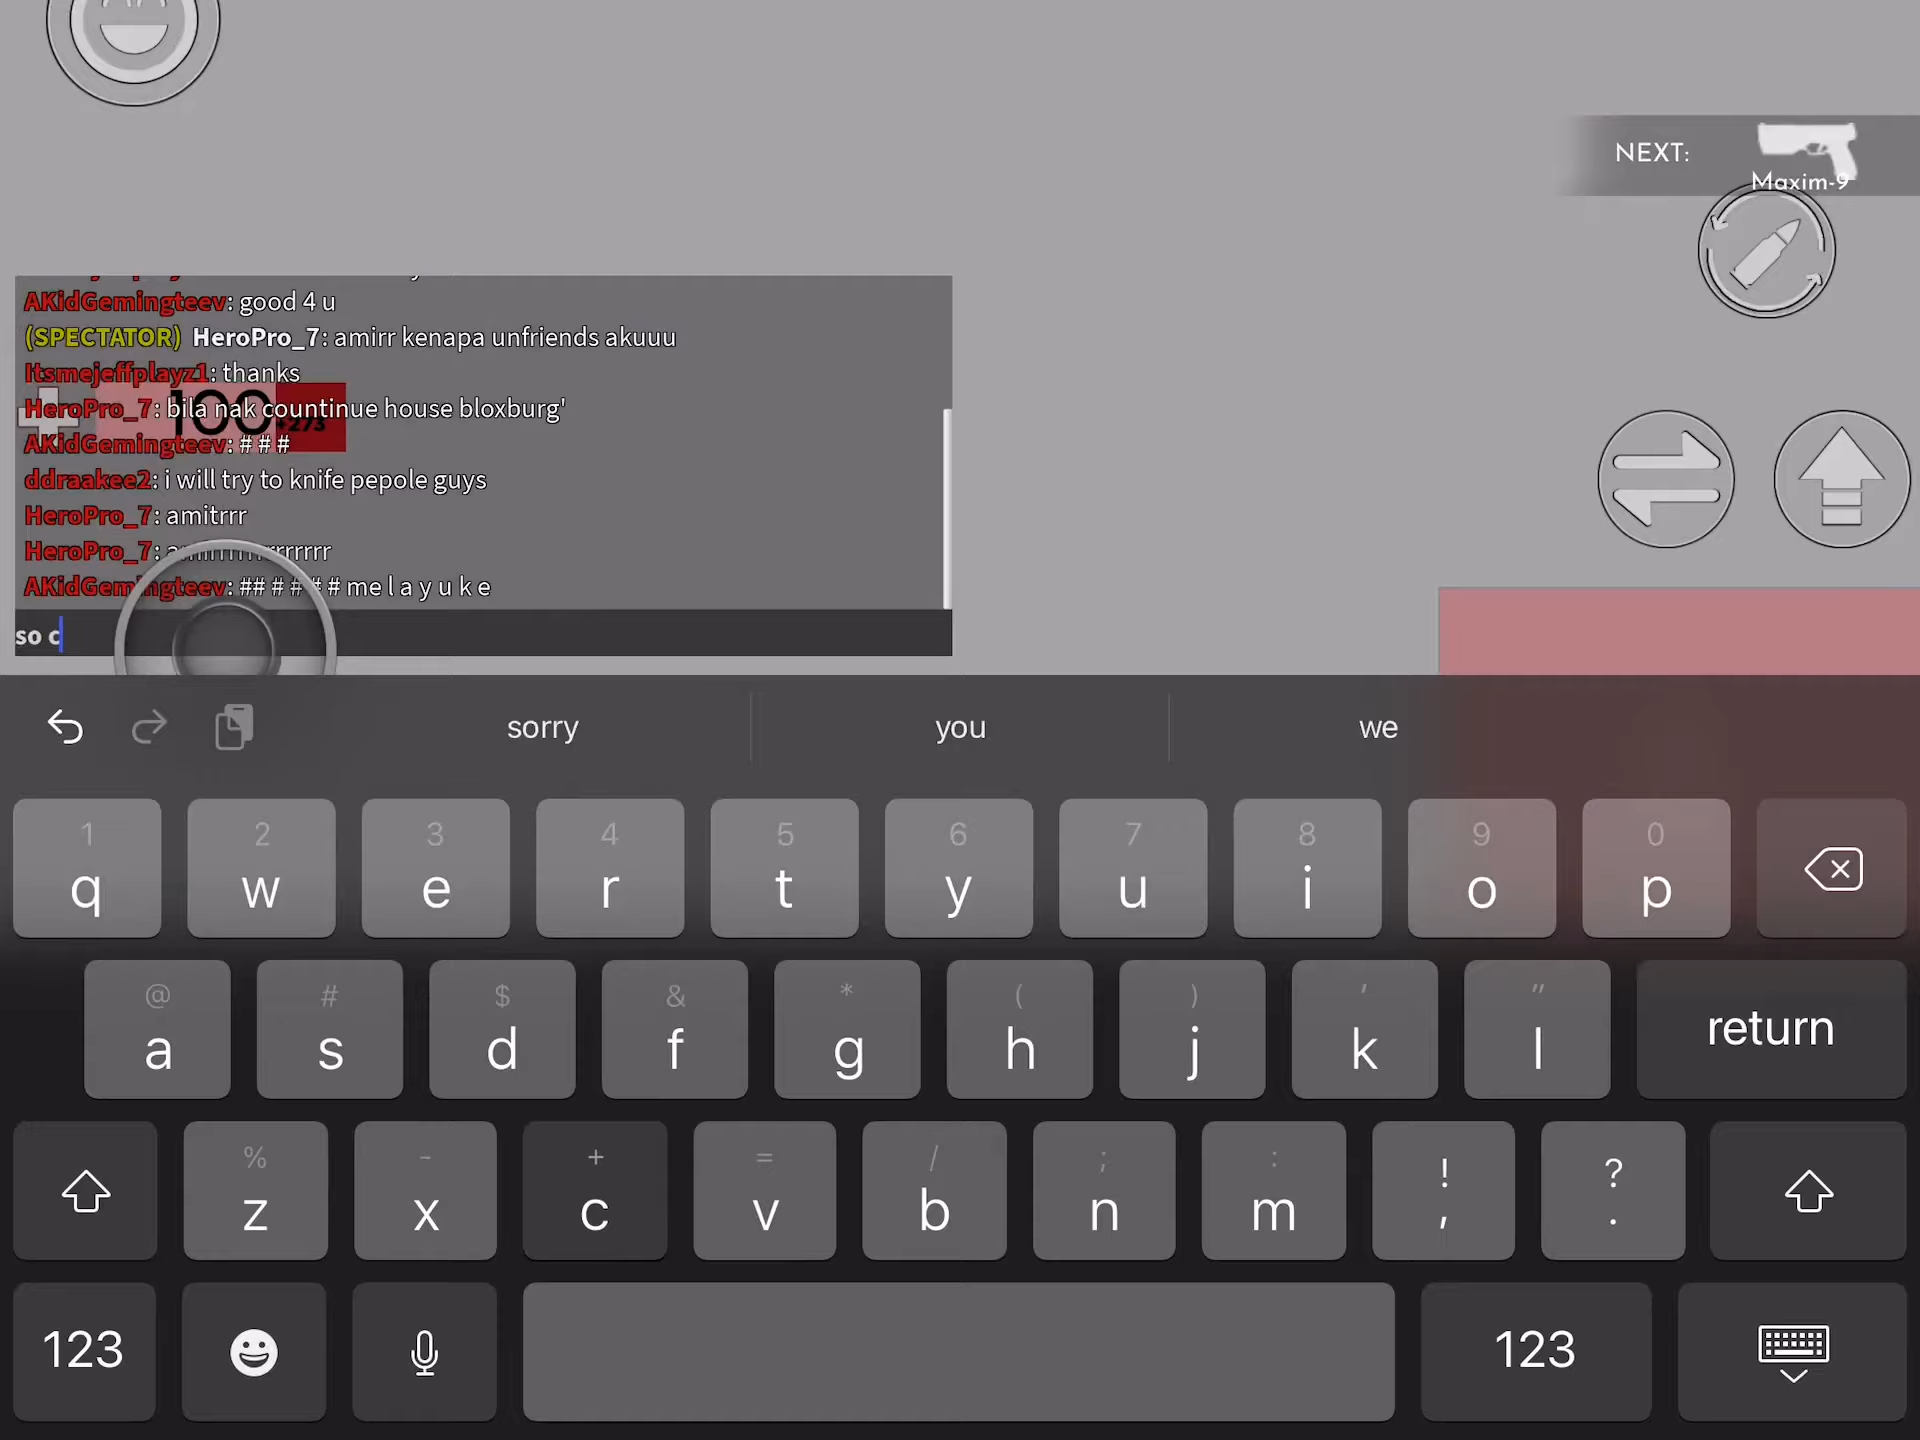 NEXT:
Maxim-9
AKidGemingteev: good 4 u
(SPECTATOR) HeroPro_7: amirr kenapa unfriends akuuu
Itsmejeffplayz1: thanks
HeroPro_7: bila nak countinue house bloxburg'
100 +273
AKidGemingteev: # # #
ddraakee2: i will try to knife pepole guys
HeroPro_7: amitrrr
HeroPro_7:
AKidGemingteev: ## # # # # me l a y u k e
so c
sorry you we
1 2 3 4 5 6 7 8 9 0
q w e r t y u i o p
@ # $ & * ( ) ' "
a s d f g h j k l return
% - + = / ; : ! ?
z x c v b n m , .
123 123